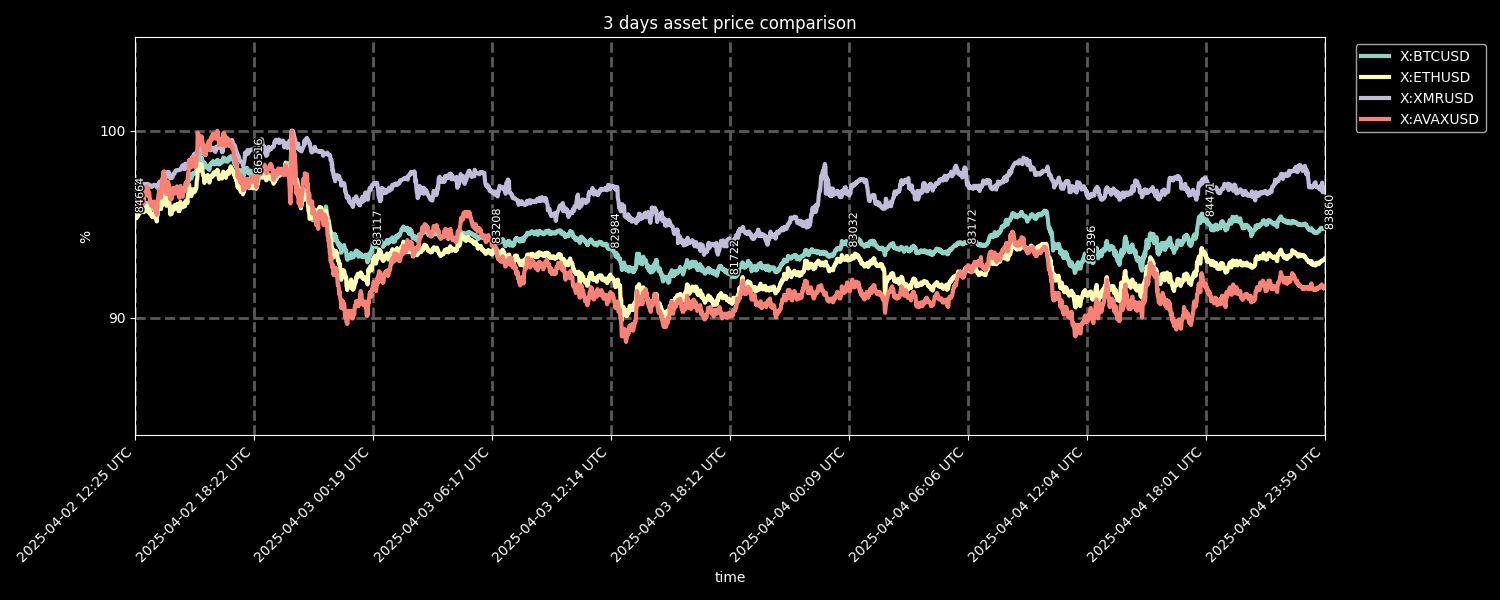 3 days asset price comparison
X:BTCUSD
X:ETHUSD
X:XMRUSD
X:AVAXUSD
100
90
%
84664
86516
83117
83208
82984
81722
83032
83172
82396
84471
83860
2025-04-02 12:25 UTC
2025-04-02 18:22 UTC
2025-04-03 00:19 UTC
2025-04-03 06:17 UTC
2025-04-03 12:14 UTC
2025-04-03 18:12 UTC
2025-04-04 00:09 UTC
2025-04-04 06:06 UTC
2025-04-04 12:04 UTC
2025-04-04 18:01 UTC
2025-04-04 23:59 UTC
time